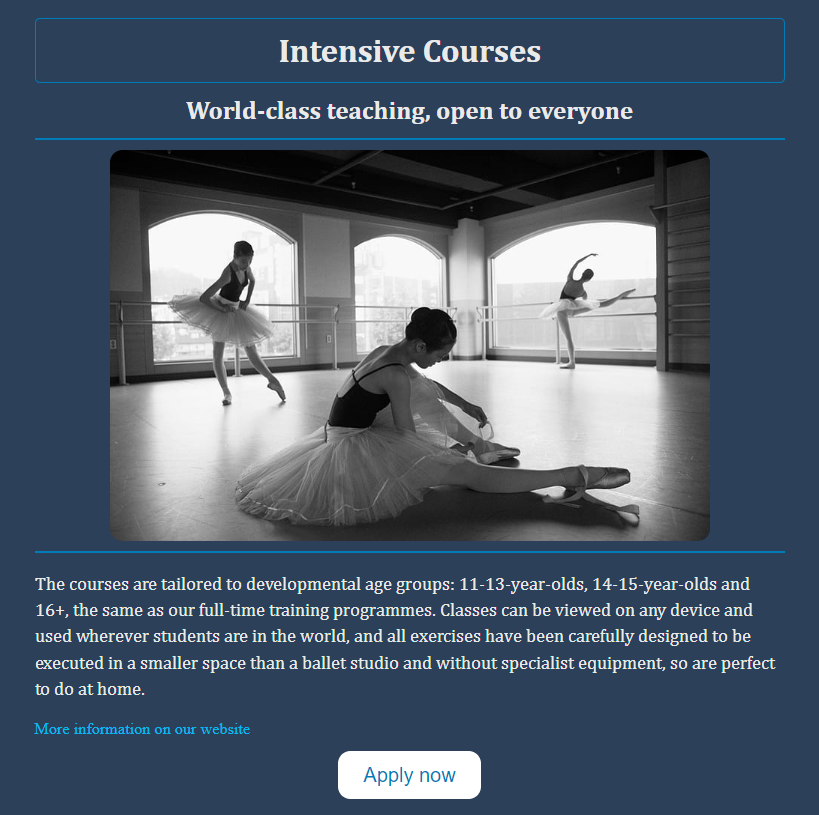 Intensive Courses
World-class teaching, open to everyone
The courses are tailored to developmental age groups: 11-13-year-olds, 14-15-year-olds and
16+, the same as our full-time training programmes. Classes can be viewed on any device and
used wherever students are in the world, and all exercises have been carefully designed to be
executed in a smaller space than a ballet studio and without specialist equipment, so are perfect
to do at home.
More information on our website
Apply now